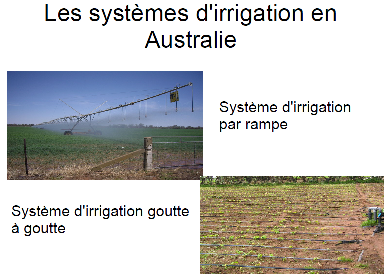 Les systèmes d'irrigation en
Australie
Système d'irrigation
par rampe
Système d'irrigation goutte
à goutte